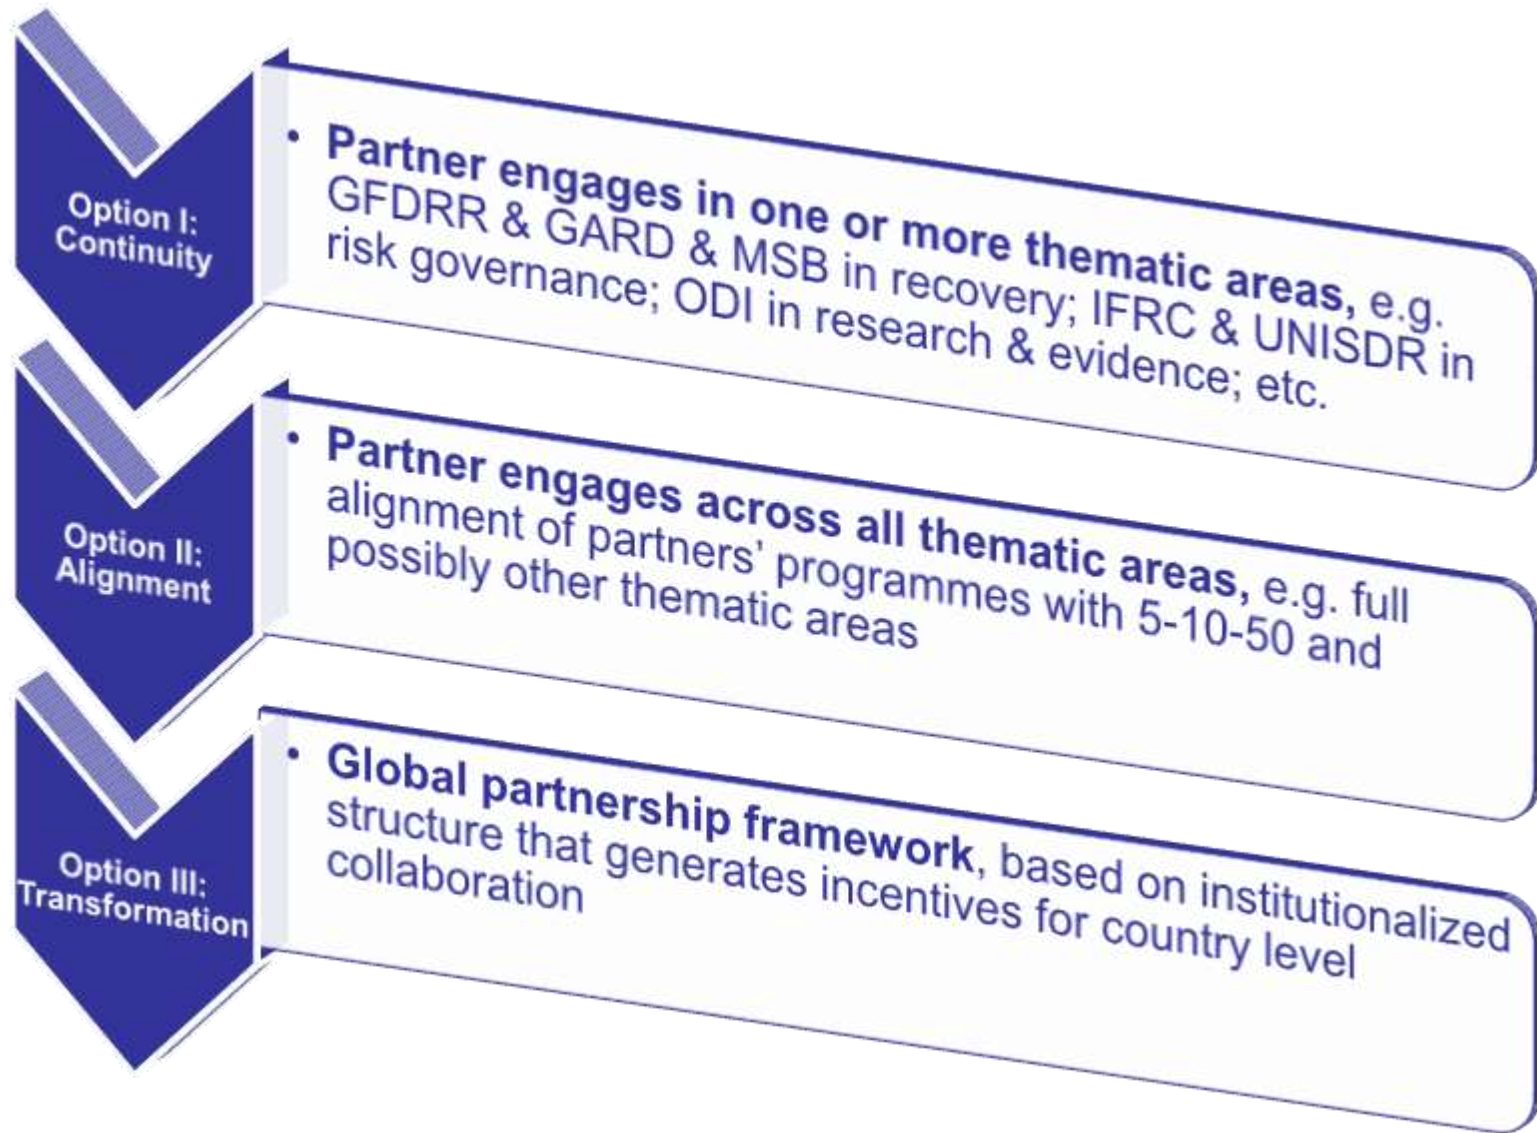 Option I:
Continuity
• Partner engages in one or more thematic areas, e.g.
GFDRR & GARD & MSB in recovery; IFRC & UNISDR in
risk governance; ODI in research & evidence; etc.
Option II:
Alignment
• Partner engages across all thematic areas, e.g. full
alignment of partners’ programmes with 5-10-50 and
possibly other thematic areas
Option III:
Transformation
• Global partnership framework, based on institutionalized
structure that generates incentives for country level
collaboration